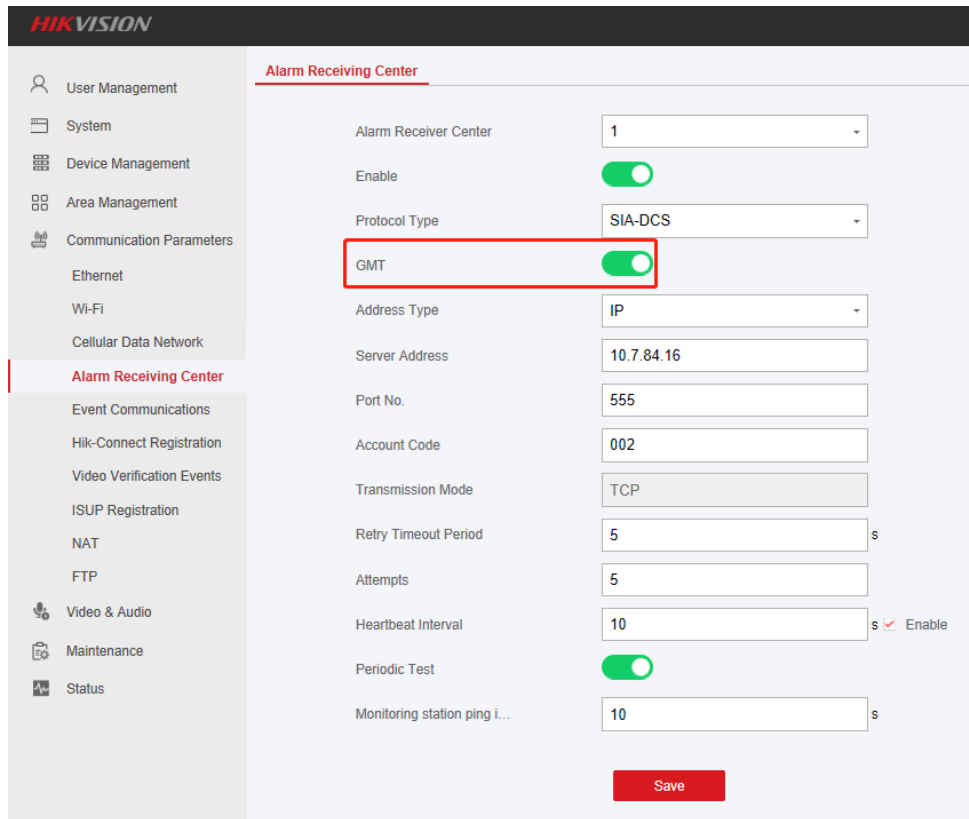 HIKVISION
User Management
System
Device Management
Area Management
Communication Parameters
Ethernet
Wi-Fi
Cellular Data Network
Alarm Receiving Center
Event Communications
Hik-Connect Registration
Video Verification Events
ISUP Registration
NAT
FTP
Video & Audio
Maintenance
Status
Alarm Receiving Center
Alarm Receiver Center 1
Enable
Protocol Type SIA-DCS
GMT
Address Type IP
Server Address 10.7.84.16
Port No. 555
Account Code 002
Transmission Mode TCP
Retry Timeout Period 5 s
Attempts 5
Heartbeat Interval 10 s Enable
Periodic Test
Monitoring station ping i... 10 s
Save